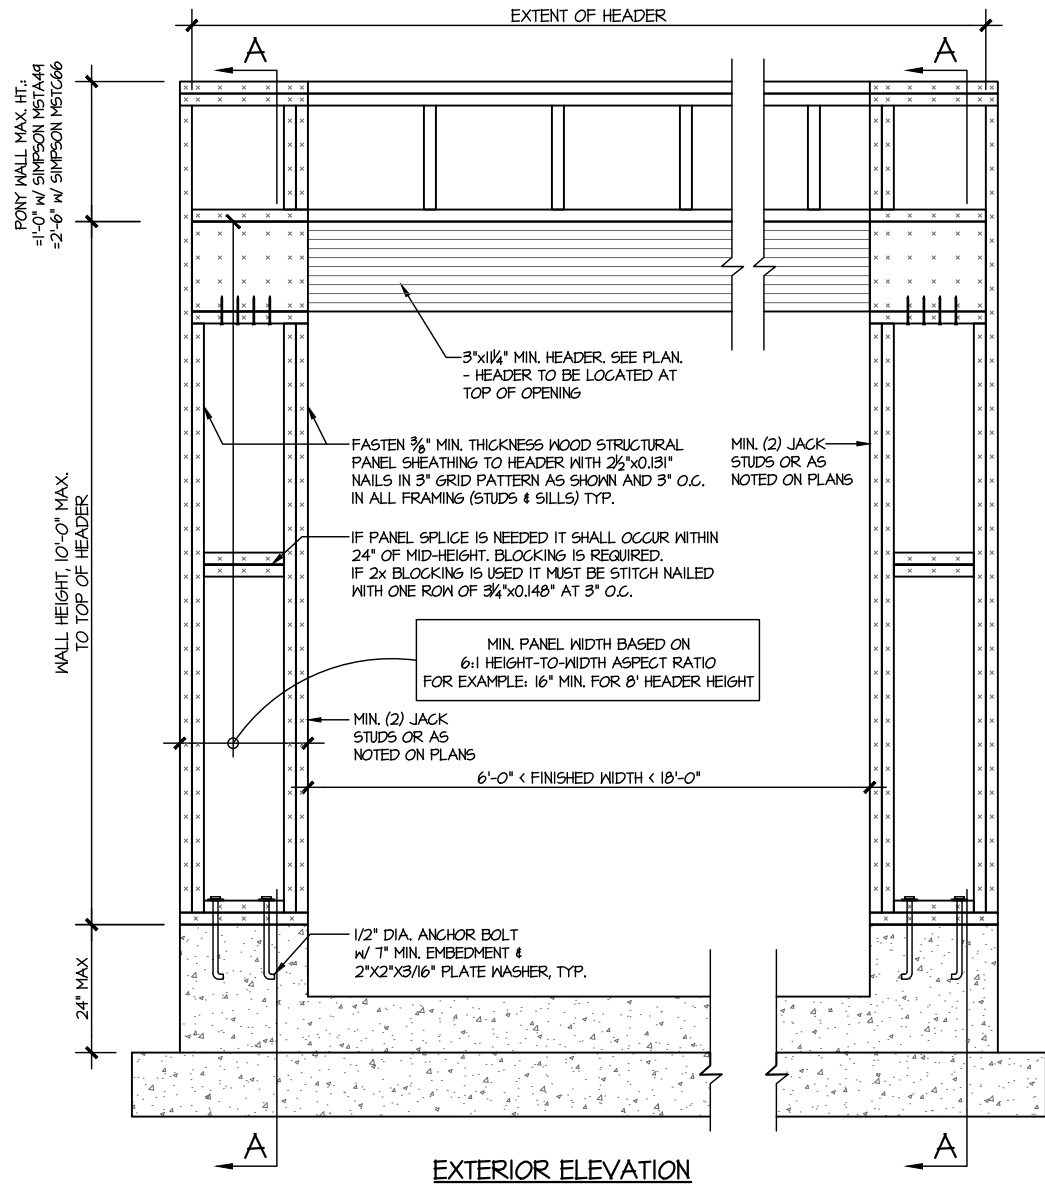 EXTENT OF HEADER
A
A
PONY WALL MAX. HT.:
=1'-0" W/ SIMPSON MSTA49
=2'-6" W/ SIMPSON MSTC66
3"x11¼" MIN. HEADER. SEE PLAN.
- HEADER TO BE LOCATED AT
TOP OF OPENING
FASTEN ⅜" MIN. THICKNESS WOOD STRUCTURAL
PANEL SHEATHING TO HEADER WITH 2½"x0.131"
NAILS IN 3" GRID PATTERN AS SHOWN AND 3" O.C.
IN ALL FRAMING (STUDS & SILLS) TYP.
MIN. (2) JACK
STUDS OR AS
NOTED ON PLANS
WALL HEIGHT, 10'-0" MAX.
TO TOP OF HEADER
IF PANEL SPLICE IS NEEDED IT SHALL OCCUR WITHIN
24" OF MID-HEIGHT. BLOCKING IS REQUIRED.
IF 2x BLOCKING IS USED IT MUST BE STITCH NAILED
WITH ONE ROW OF 3¼"x0.148" AT 3" O.C.
MIN. PANEL WIDTH BASED ON
6:1 HEIGHT-TO-WIDTH ASPECT RATIO
FOR EXAMPLE: 16" MIN. FOR 8' HEADER HEIGHT
MIN. (2) JACK
STUDS OR AS
NOTED ON PLANS
6'-0" < FINISHED WIDTH < 18'-0"
1/2" DIA. ANCHOR BOLT
W/ 7" MIN. EMBEDMENT &
2"X2"X3/16" PLATE WASHER, TYP.
24" MAX
A
A
EXTERIOR ELEVATION